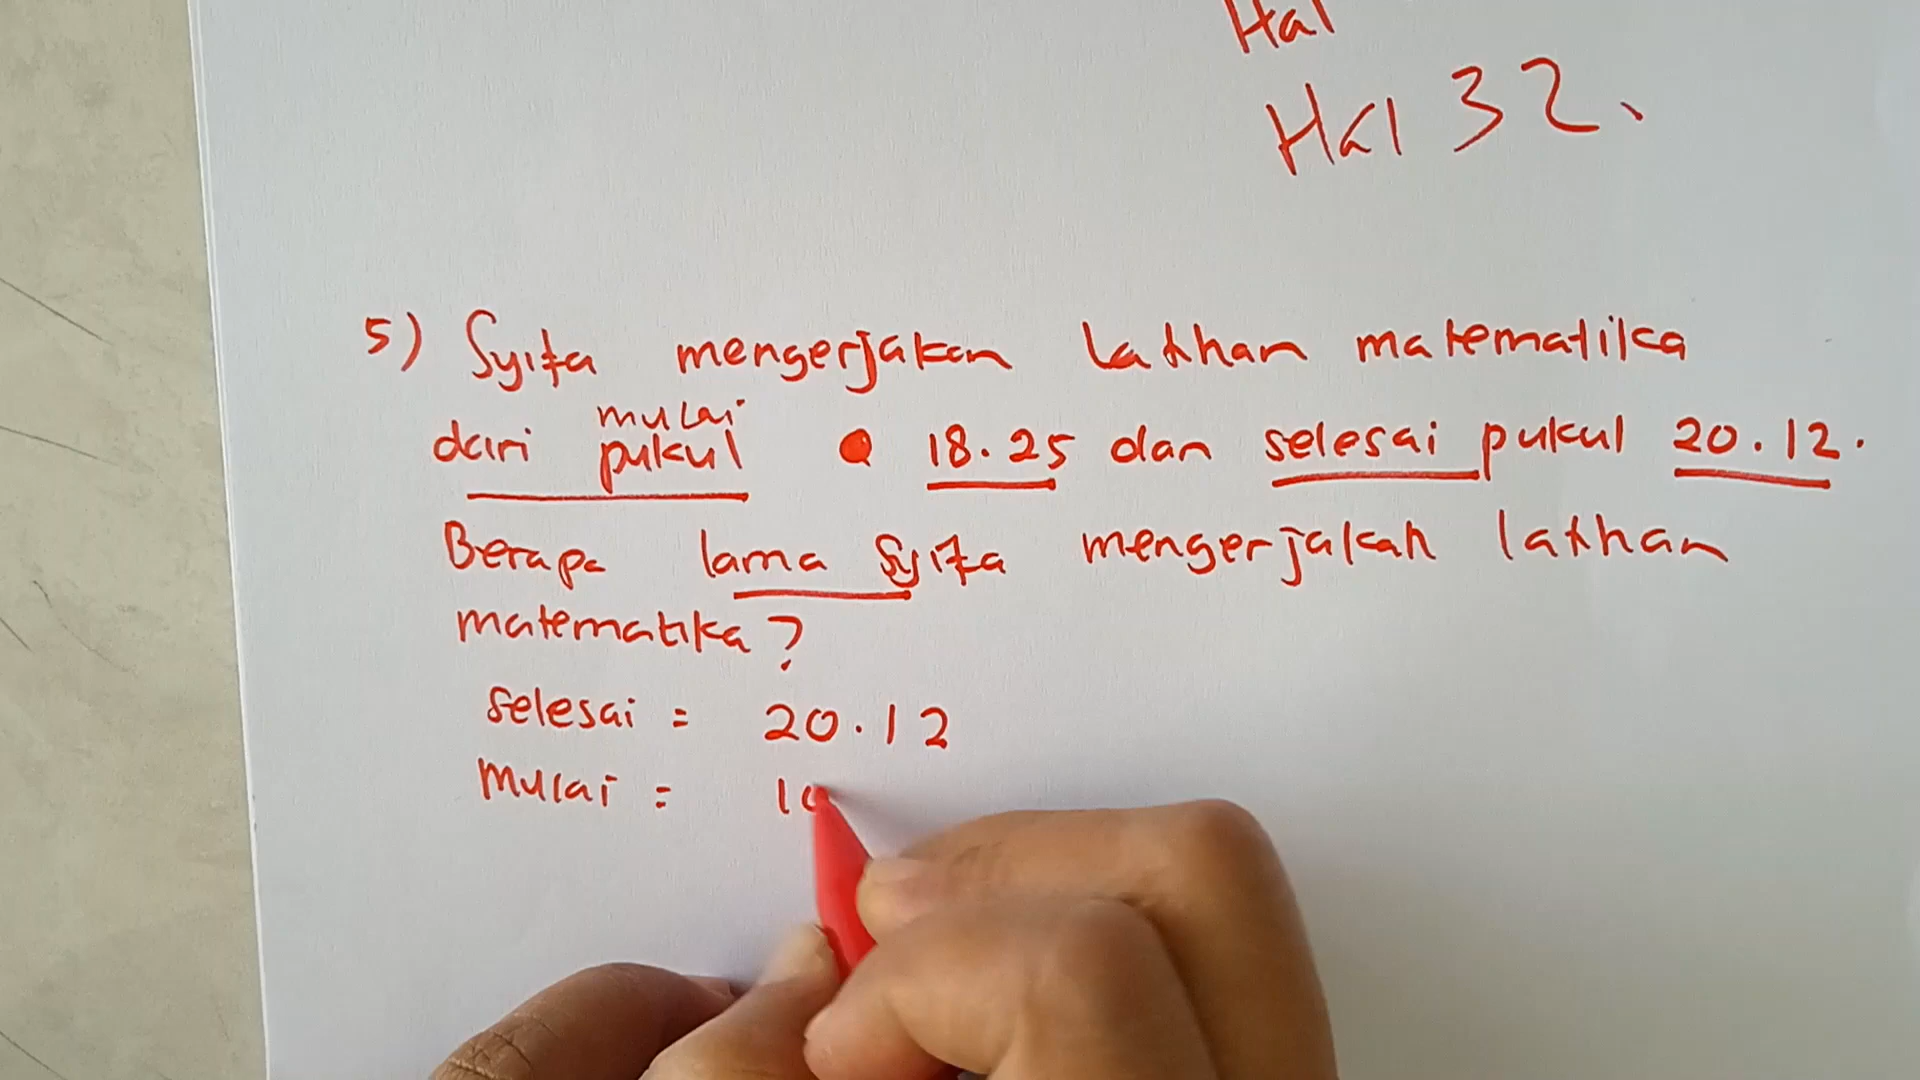 Hal
Hal 32.
5) Syifa mengerjakan latihan matematika
mulai
dari pukul 18.25 dan selesai pukul 20.12.
Berapa lama Syifa mengerjakan latihan
matematika?
selesai = 20.12
Mulai = 1